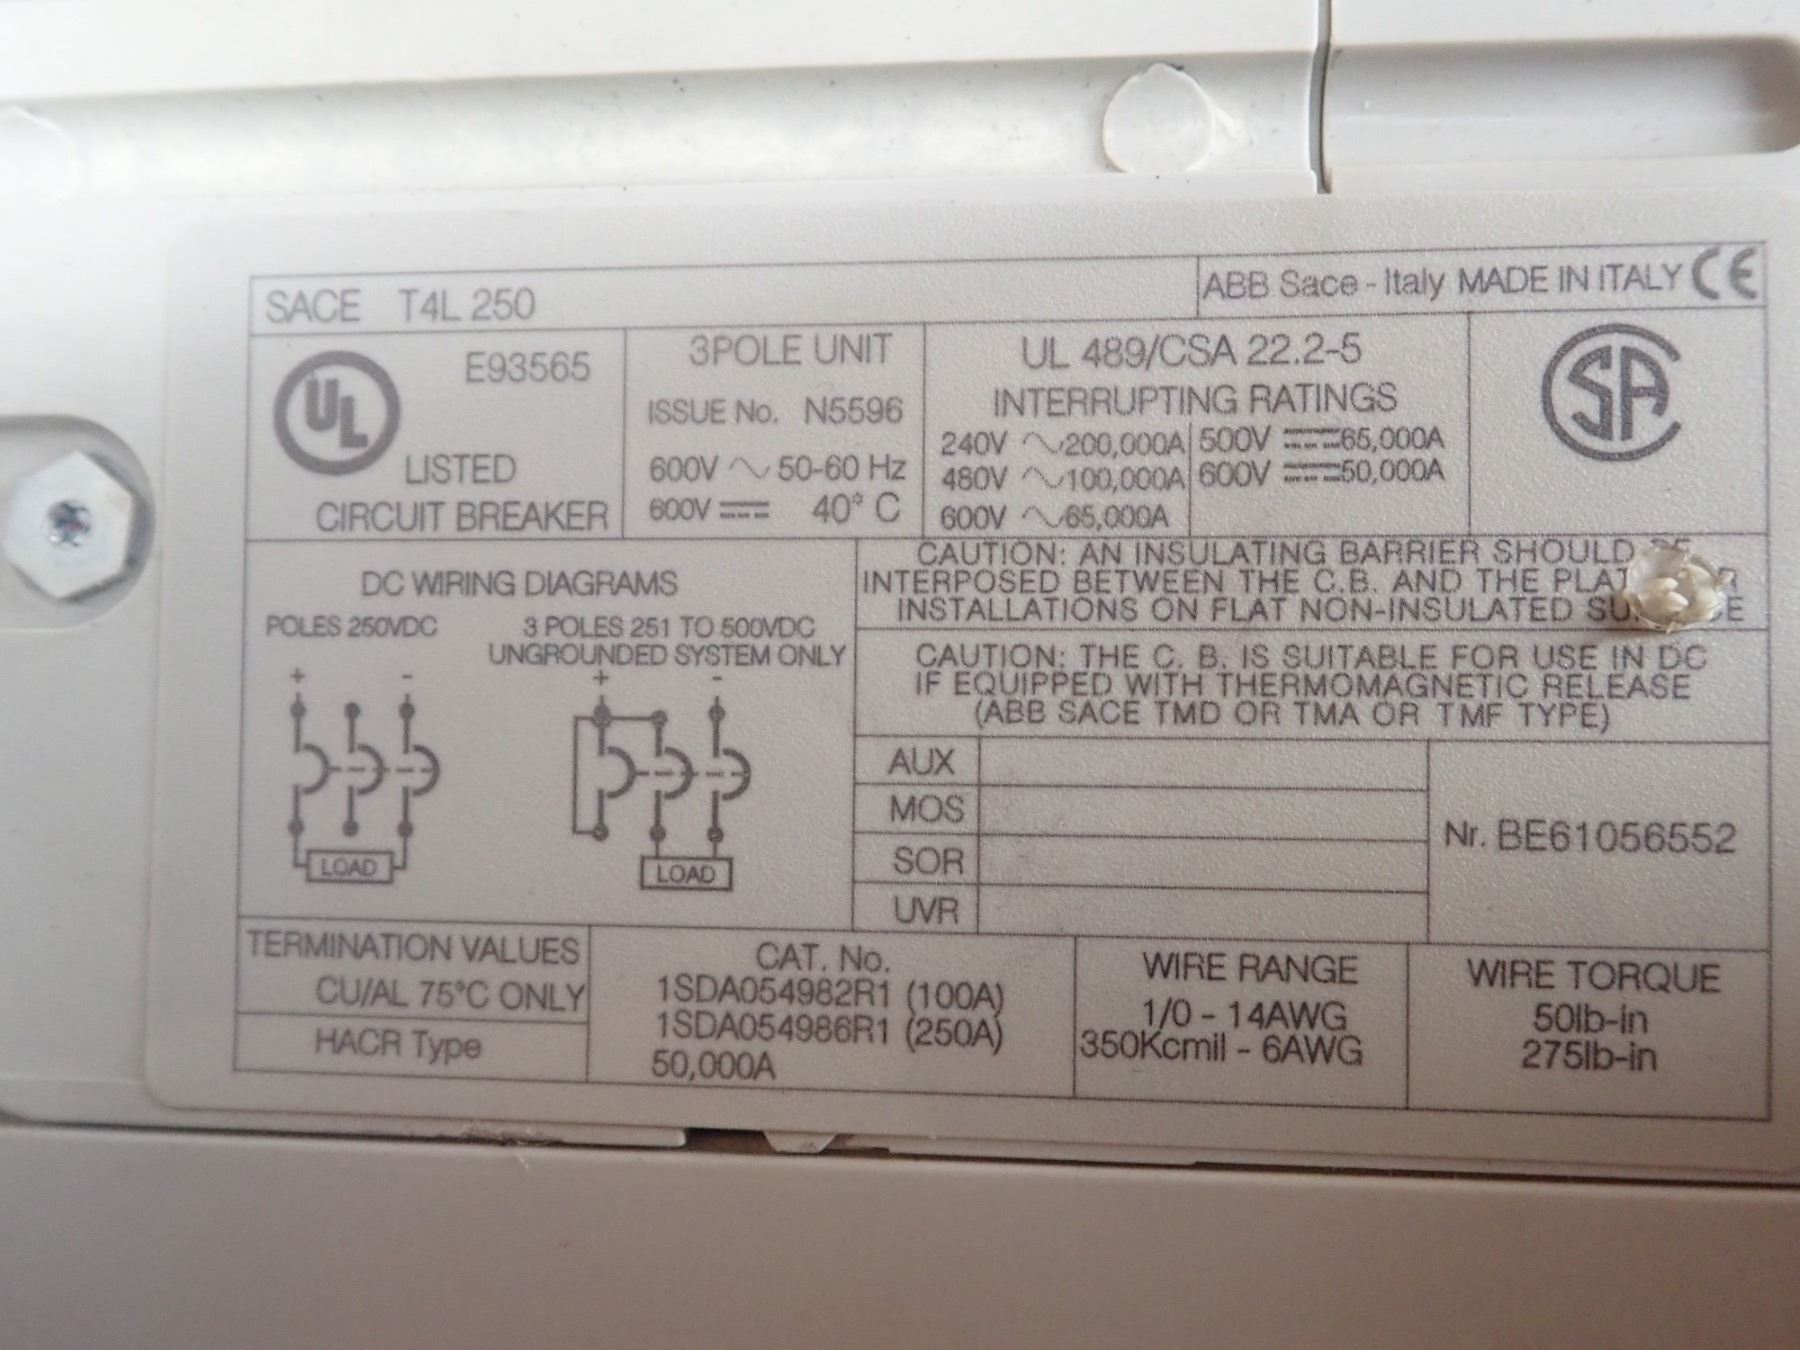 SACE T4L 250
ABB Sace - Italy MADE IN ITALY CE
UL
E93565
LISTED
CIRCUIT BREAKER
3POLE UNIT
ISSUE No. N5596
600V ~ 50-60 Hz
600V ⎓ 40° C
UL 489/CSA 22.2-5
INTERRUPTING RATINGS
240V ~ 200,000A 500V ⎓ 65,000A
480V ~ 100,000A 600V ⎓ 50,000A
600V ~ 65,000A
SA
DC WIRING DIAGRAMS
POLES 250VDC
3 POLES 251 TO 500VDC
UNGROUNDED SYSTEM ONLY
+ - + -
LOAD
LOAD
CAUTION: AN INSULATING BARRIER SHOULD
INTERPOSED BETWEEN THE C.B. AND THE
INSTALLATIONS ON FLAT NON-INSULATED
CAUTION: THE C. B. IS SUITABLE FOR USE IN DC
IF EQUIPPED WITH THERMOMAGNETIC RELEASE
(ABB SACE TMD OR TMA OR TMF TYPE)
AUX
MOS
SOR
UVR
Nr. BE61056552
TERMINATION VALUES
CU/AL 75°C ONLY
HACR Type
CAT. No.
1SDA054982R1 (100A)
1SDA054986R1 (250A)
50,000A
WIRE RANGE
1/0 - 14AWG
350Kcmil - 6AWG
WIRE TORQUE
50lb-in
275lb-in